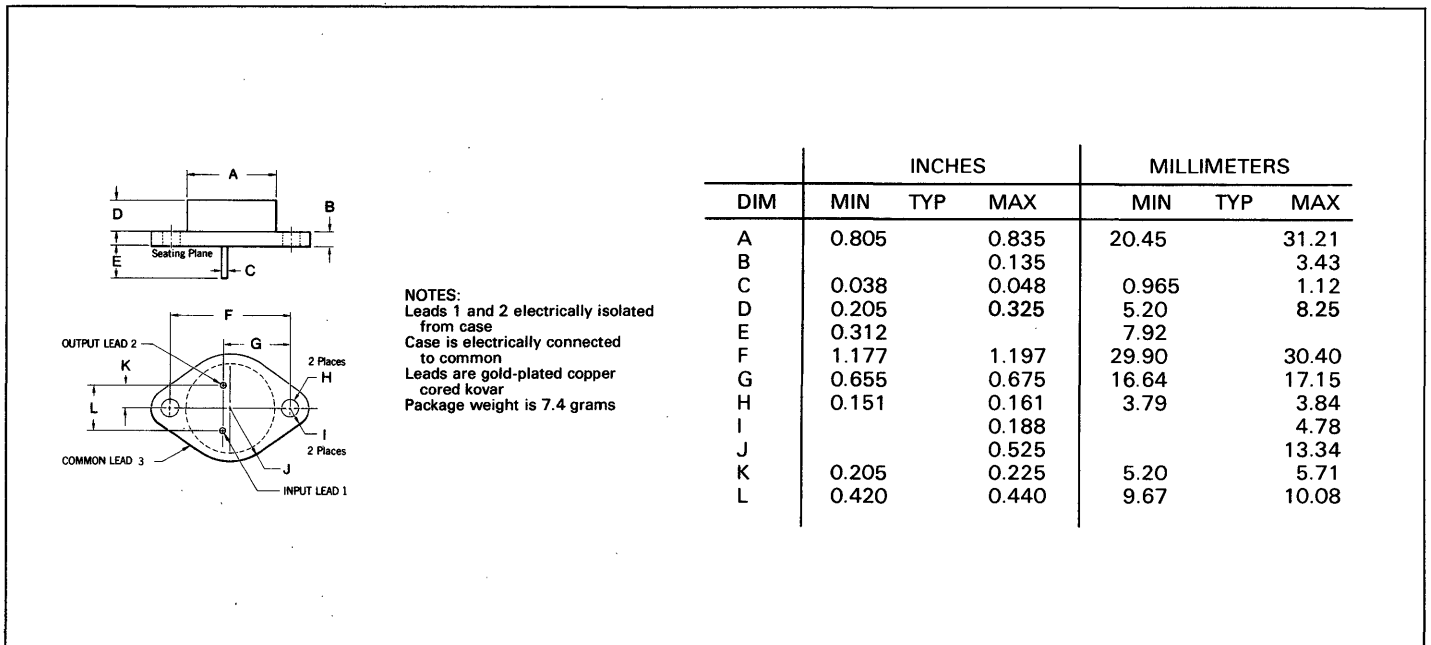 A
D
B
E
Seating Plane
C
F
OUTPUT LEAD 2
G
K
2 Places
H
L
I
2 Places
COMMON LEAD 3
J
INPUT LEAD 1
NOTES:
Leads 1 and 2 electrically isolated
from case
Case is electrically connected
to common
Leads are gold-plated copper
cored kovar
Package weight is 7.4 grams
INCHES MILLIMETERS
DIM MIN TYP MAX MIN TYP MAX
A 0.805 0.835 20.45 31.21
B 0.135 3.43
C 0.038 0.048 0.965 1.12
D 0.205 0.325 5.20 8.25
E 0.312 7.92
F 1.177 1.197 29.90 30.40
G 0.655 0.675 16.64 17.15
H 0.151 0.161 3.79 3.84
I 0.188 4.78
J 0.525 13.34
K 0.205 0.225 5.20 5.71
L 0.420 0.440 9.67 10.08